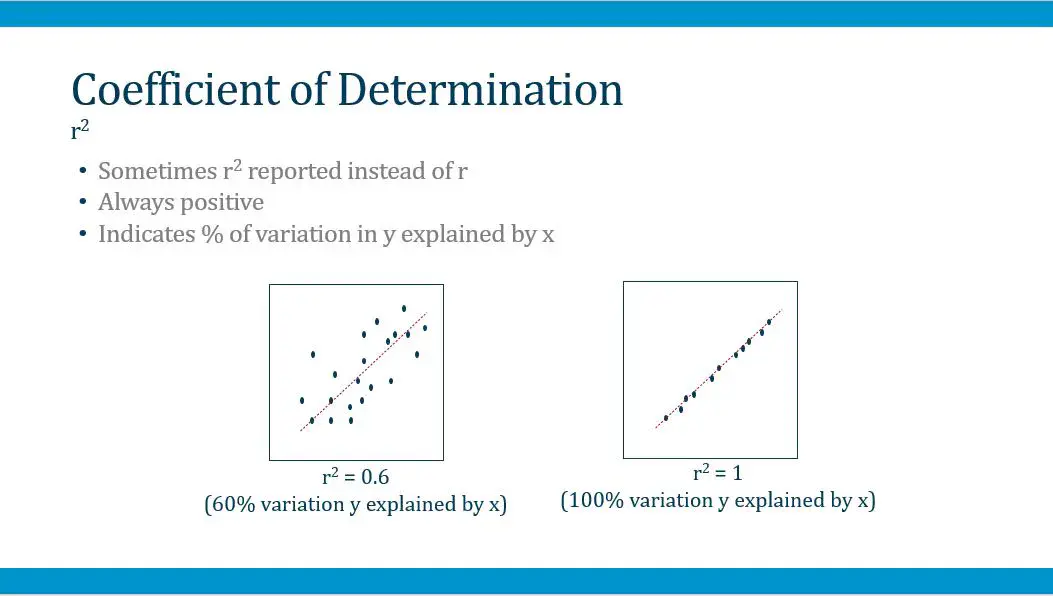 Coefficient of Determination
r²
• Sometimes r² reported instead of r
• Always positive
• Indicates % of variation in y explained by x
r² = 0.6
(60% variation y explained by x)
r² = 1
(100% variation y explained by x)